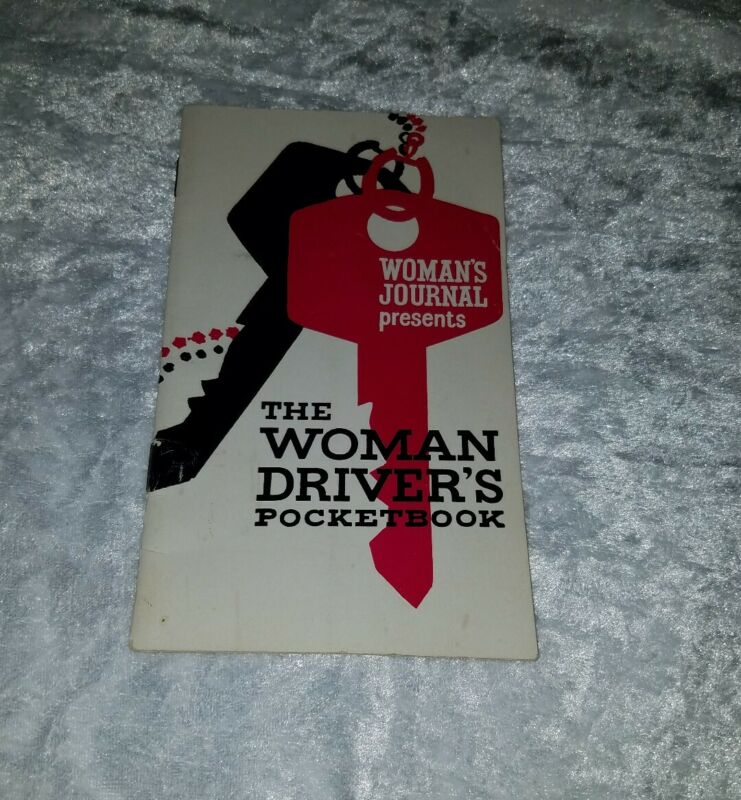 WOMAN'S
JOURNAL
presents
THE
WOMAN
DRIVER'S
POCKETBOOK